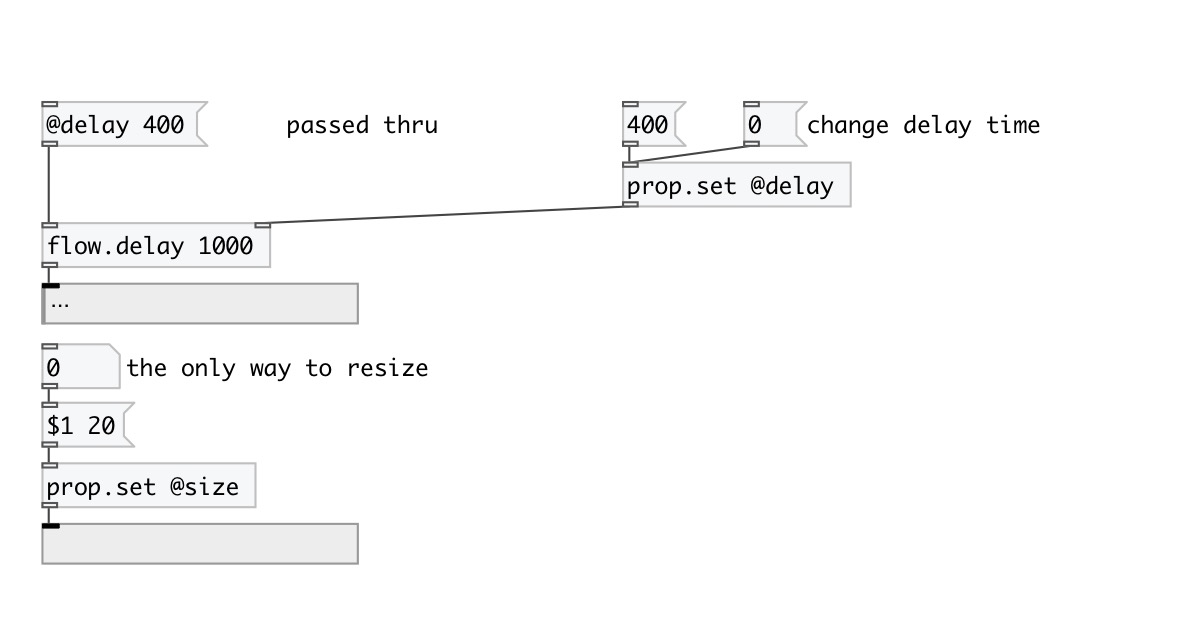 @delay 400
passed thru
400
0
change delay time
prop.set @delay
flow.delay 1000
...
0
the only way to resize
$1 20
prop.set @size